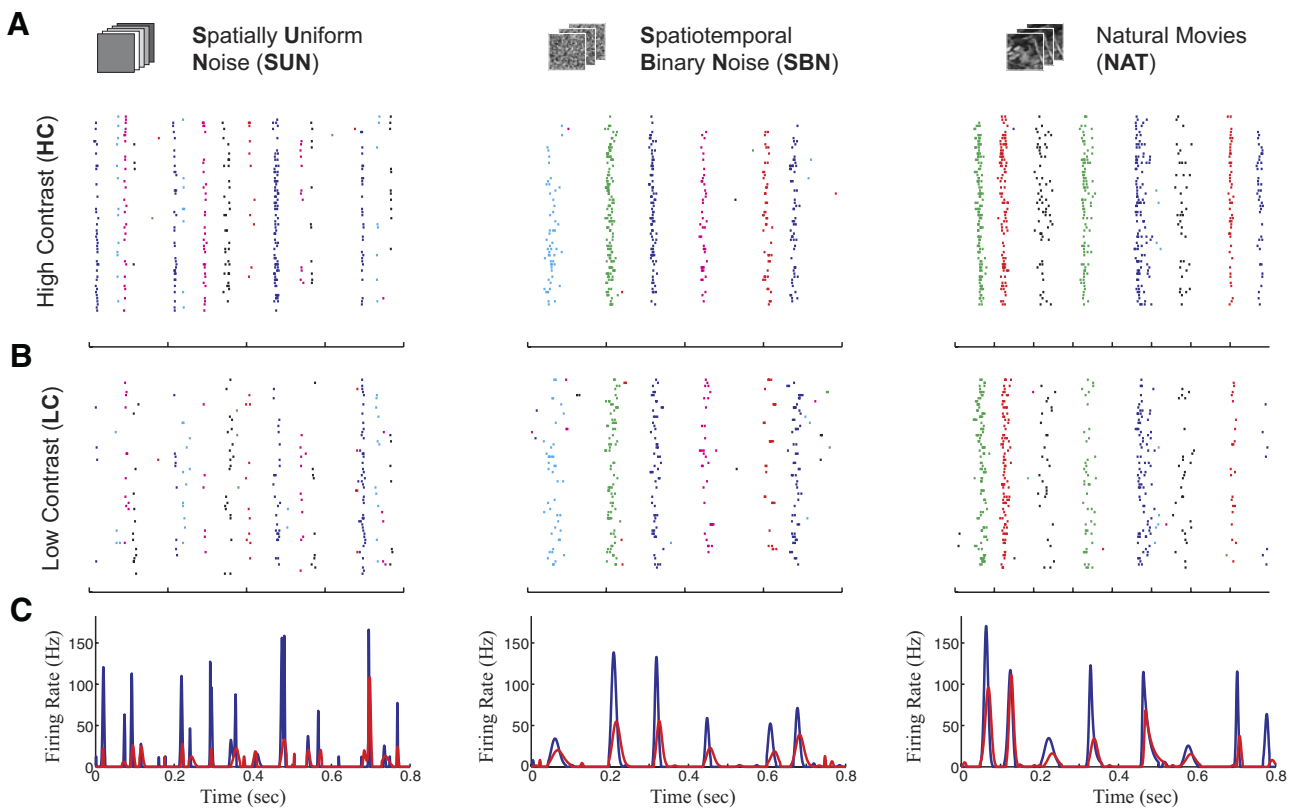 A
Spatially Uniform
Noise (SUN)
Spatiotemporal
Binary Noise (SBN)
Natural Movies
(NAT)
High Contrast (HC)
B
Low Contrast (LC)
C
Firing Rate (Hz)
150
100
50
0
0
0.2
0.4
0.6
0.8
Time (sec)
Firing Rate (Hz)
150
100
50
0
0
0.2
0.4
0.6
0.8
Time (sec)
Firing Rate (Hz)
150
100
50
0
0
0.2
0.4
0.6
0.8
Time (sec)